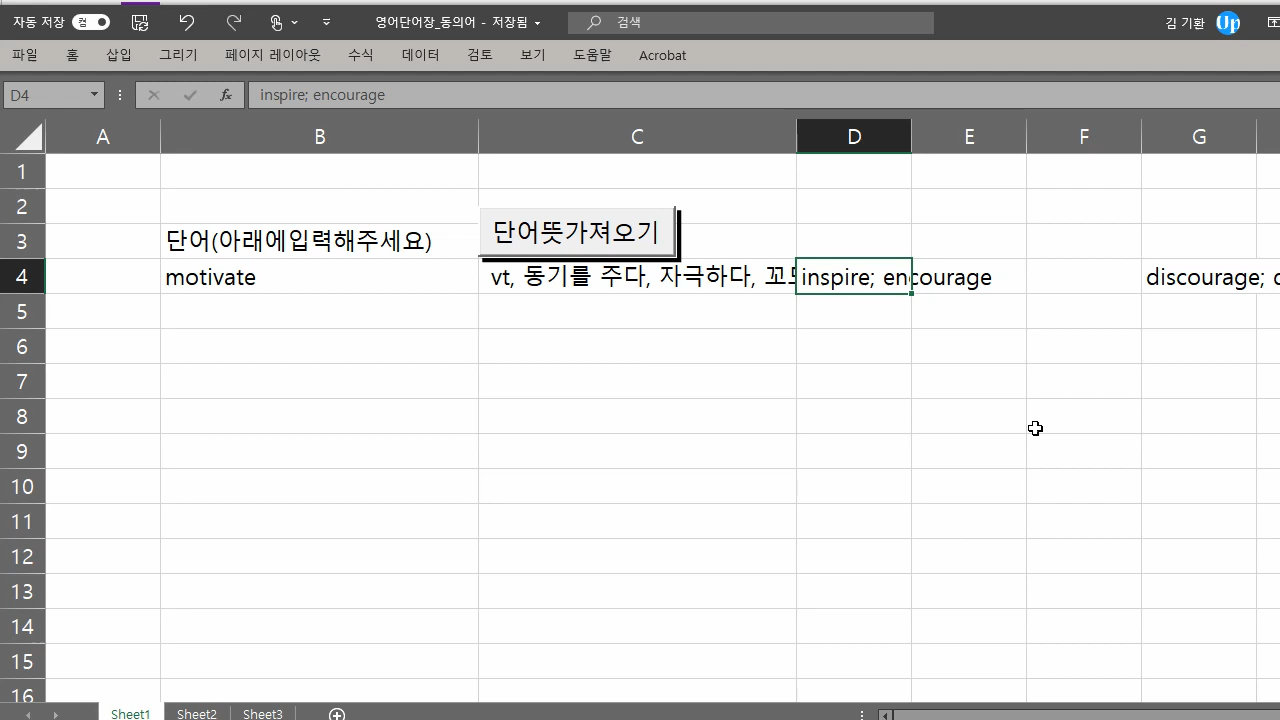 자동 저장 켬 영어단어장_동의어 - 저장됨 검색 김 기환 Up
파일 홈 삽입 그리기 페이지 레이아웃 수식 데이터 검토 보기 도움말 Acrobat
D4 fx inspire; encourage
A B C D E F G
1
2
3 단어(아래에입력해주세요) 단어뜻가져오기
4 motivate vt, 동기를 주다, 자극하다, inspire; encourage discourage;
5
6
7
8
9
10
11
12
13
14
15
16
Sheet1 Sheet2 Sheet3